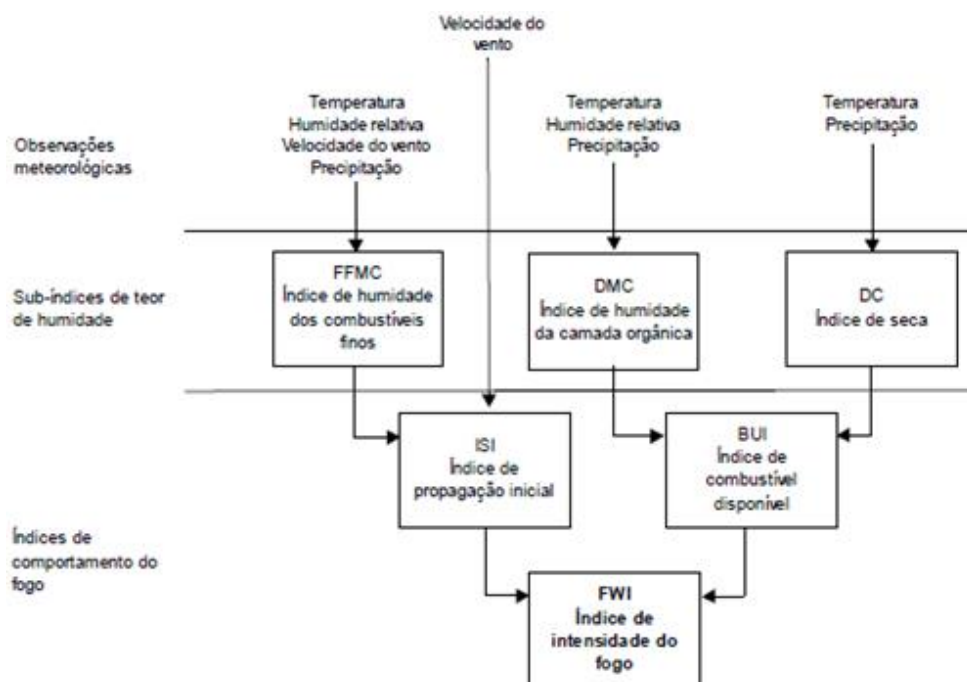 Velocidade do
vento
Observações
meteorológicas
Temperatura
Humidade relativa
Velocidade do vento
Precipitação
Temperatura
Humidade relativa
Precipitação
Temperatura
Precipitação
Sub-índices de teor
de humidade
FFMC
Índice de humidade
dos combustíveis
finos
DMC
Índice de humidade
da camada orgânica
DC
Índice de seca
Índices de
comportamento do
fogo
ISI
Índice de
propagação inicial
BUI
Índice de
combustível
disponível
FWI
Índice de
intensidade do
fogo